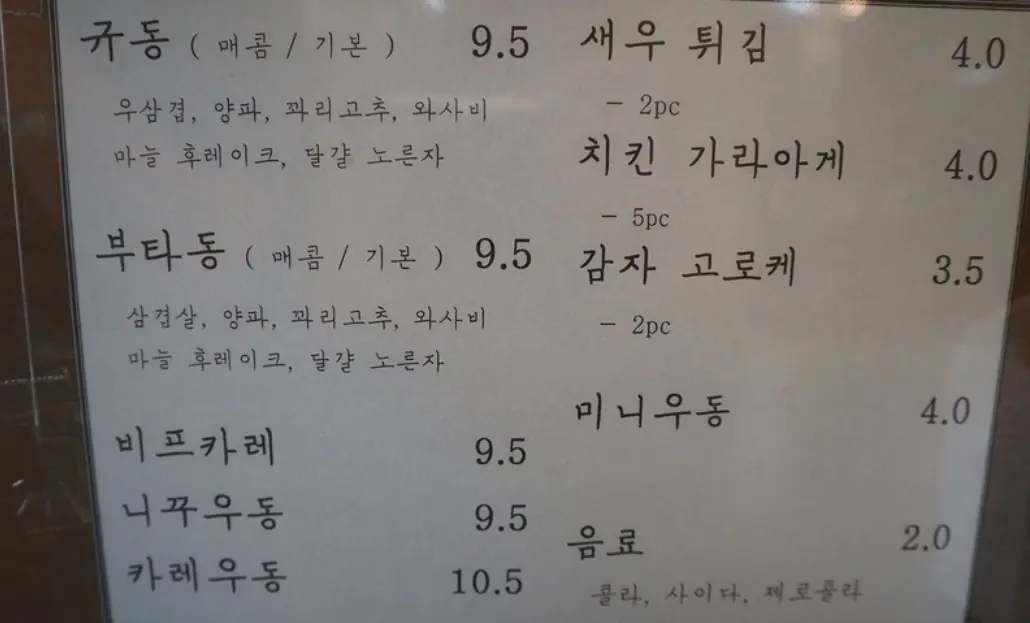 규동 ( 매콤 / 기본 ) 9.5
우삼겹, 양파, 꽈리고추, 와사비
마늘 후레이크, 달걀 노른자
부타동 ( 매콤 / 기본 ) 9.5
삼겹살, 양파, 꽈리고추, 와사비
마늘 후레이크, 달걀 노른자
비프카레 9.5
니꾸우동 9.5
카레우동 10.5
새우 튀김 4.0
- 2pc
치킨 가라아게 4.0
- 5pc
감자 고로케 3.5
- 2pc
미니우동 4.0
음료 2.0
콜라, 사이다, 제로콜라